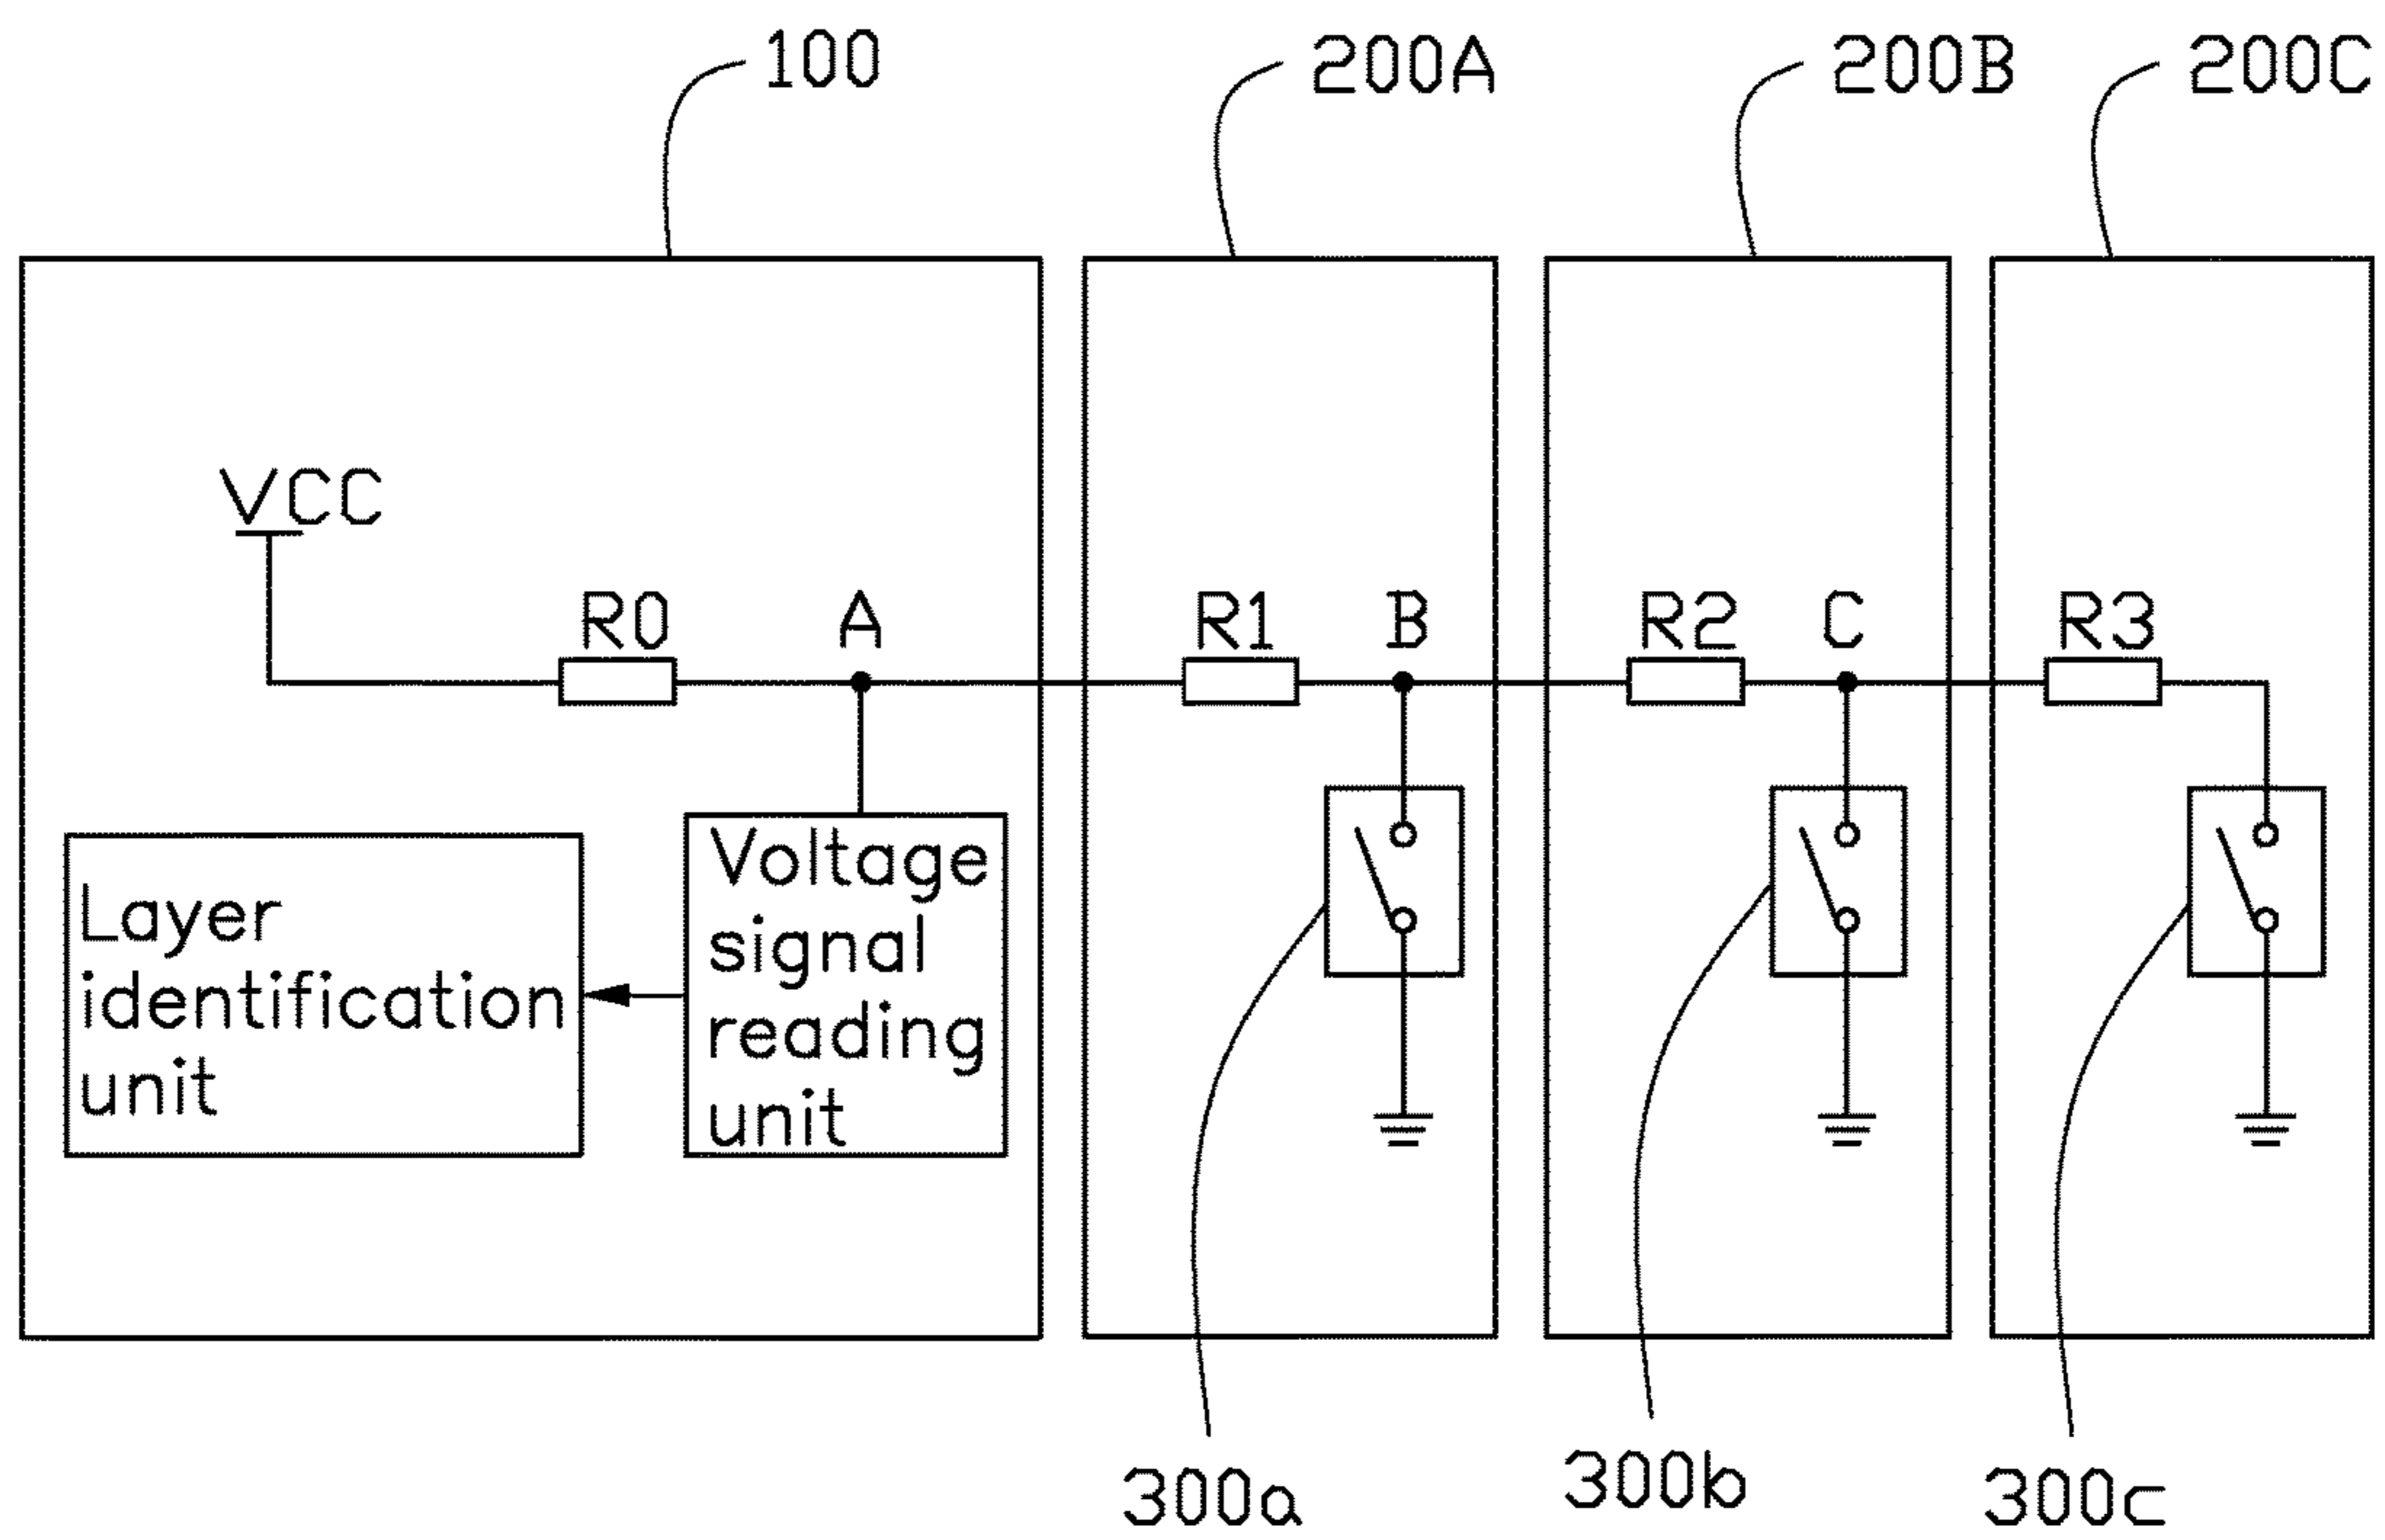 100
200A
200B
200C
VCC
R0
A
R1
B
R2
C
R3
Layer
identification
unit
Voltage
signal
reading
unit
300a
300b
300c